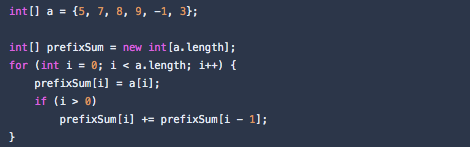 int[] a = {5, 7, 8, 9, -1, 3};

int[] prefixSum = new int[a.length];
for (int i = 0; i < a.length; i++) {
    prefixSum[i] = a[i];
    if (i > 0)
        prefixSum[i] += prefixSum[i - 1];
}